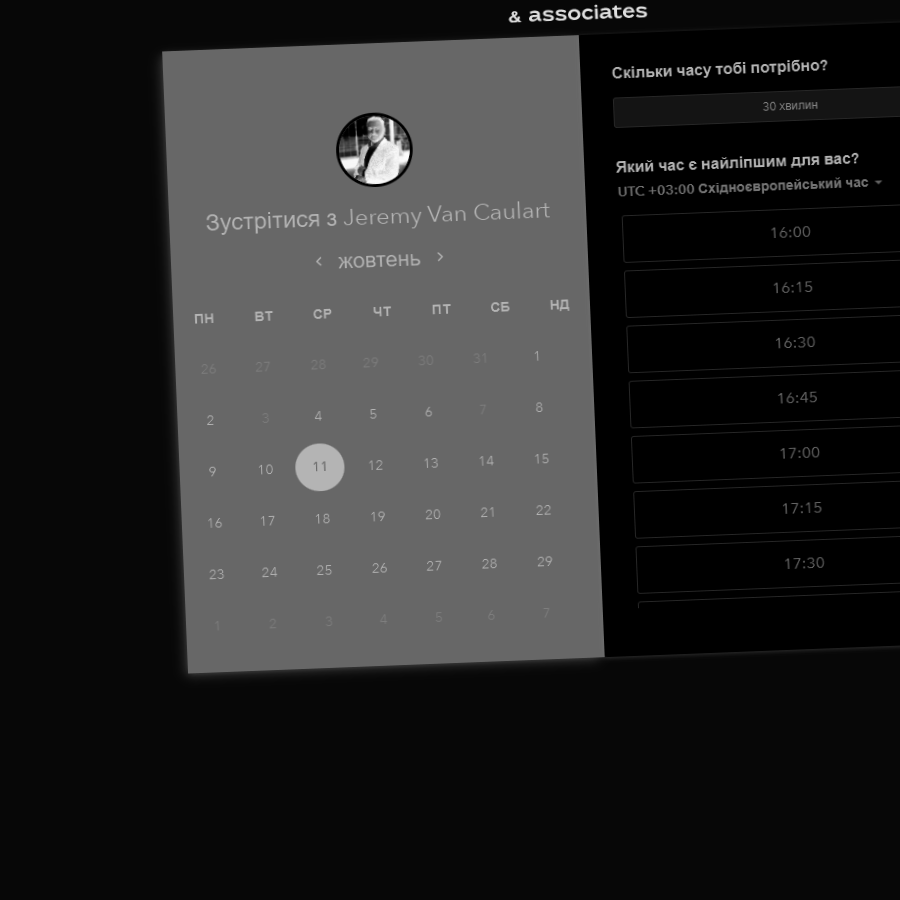 & associates
Зустрітися з Jeremy Van Caulart
жовтень
ПН ВТ СР ЧТ ПТ СБ НД
26 27 28 29 30 31 1
2 3 4 5 6 7 8
9 10 11 12 13 14 15
16 17 18 19 20 21 22
23 24 25 26 27 28 29
1 2 3 4 5 6 7
Скільки часу тобі потрібно?
30 хвилин
Який час є найліпшим для вас?
UTC +03:00 Східноєвропейський час
16:00
16:15
16:30
16:45
17:00
17:15
17:30